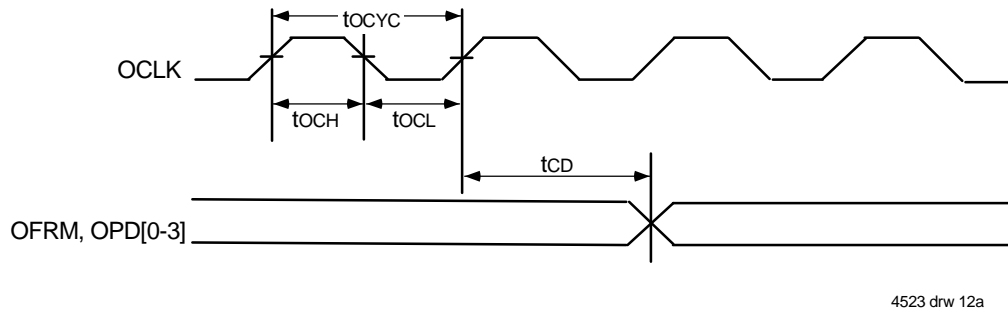 tOCYC
OCLK
tOCH tOCL
tCD
OFRM, OPD[0-3]
4523 drw 12a